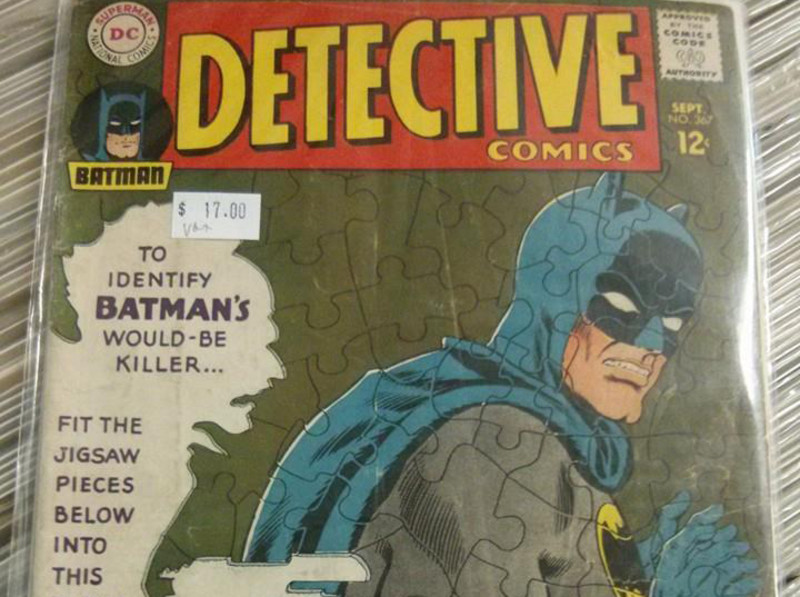 SUPERMAN
DC
NATIONAL COMICS
DETECTIVE
COMICS
APPROVED
BY THE
COMICS
CODE
AUTHORITY
SEPT.
NO. 367
12¢
BATMAN
$ 17.00
TO
IDENTIFY
BATMAN'S
WOULD-BE
KILLER...
FIT THE
JIGSAW
PIECES
BELOW
INTO
THIS